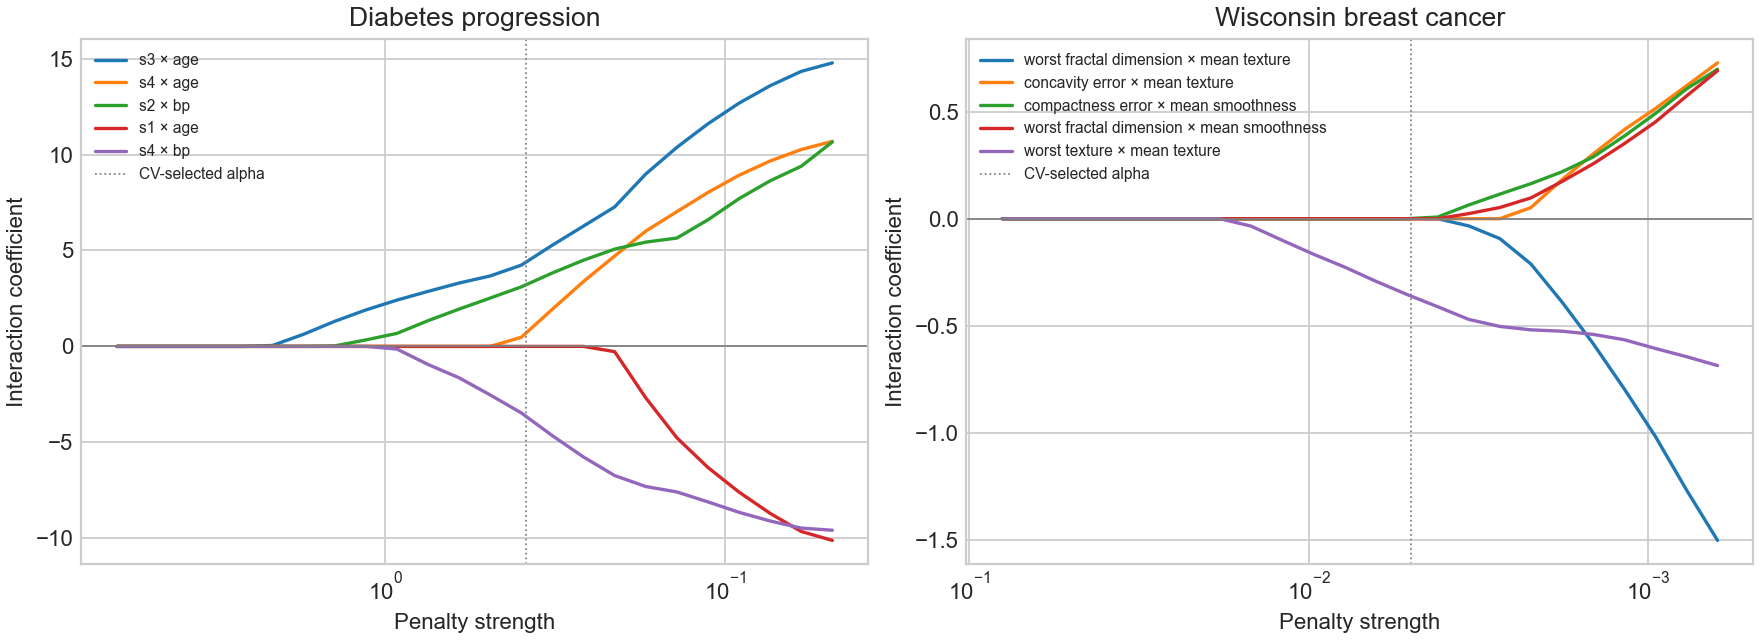 Diabetes progression
15
10
5
0
−5
−10
Interaction coefficient
s3 × age
s4 × age
s2 × bp
s1 × age
s4 × bp
CV-selected alpha
10⁰
10⁻¹
Penalty strength
Wisconsin breast cancer
0.5
0.0
−0.5
−1.0
−1.5
Interaction coefficient
worst fractal dimension × mean texture
concavity error × mean texture
compactness error × mean smoothness
worst fractal dimension × mean smoothness
worst texture × mean texture
CV-selected alpha
10⁻¹
10⁻²
10⁻³
Penalty strength